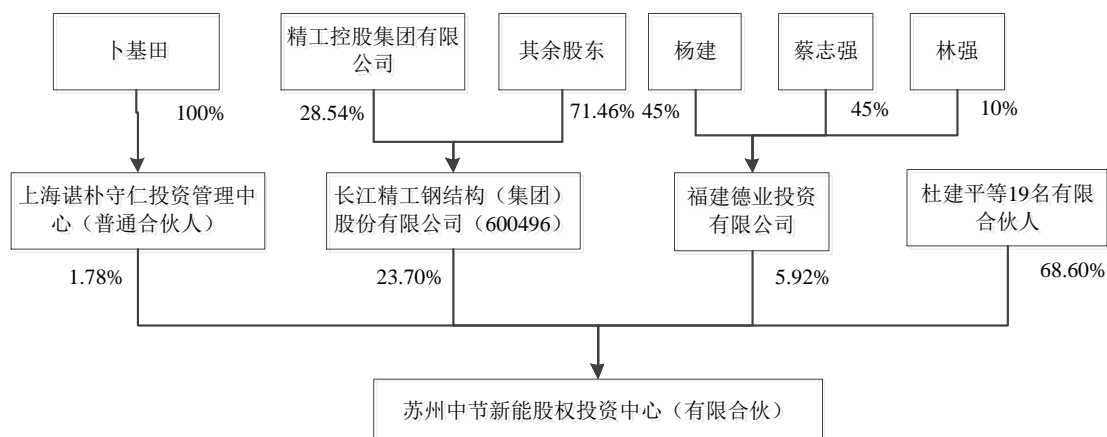 卜基田
精工控股集团有限
公司
其余股东
杨建
蔡志强
林强
100%
28.54%
71.46%
45%
45%
10%
上海谌朴守仁投资管理中
心（普通合伙人）
长江精工钢结构（集团）
股份有限公司（600496）
福建德业投资
有限公司
杜建平等19名有限
合伙人
1.78%
23.70%
5.92%
68.60%
苏州中节新能股权投资中心（有限合伙）